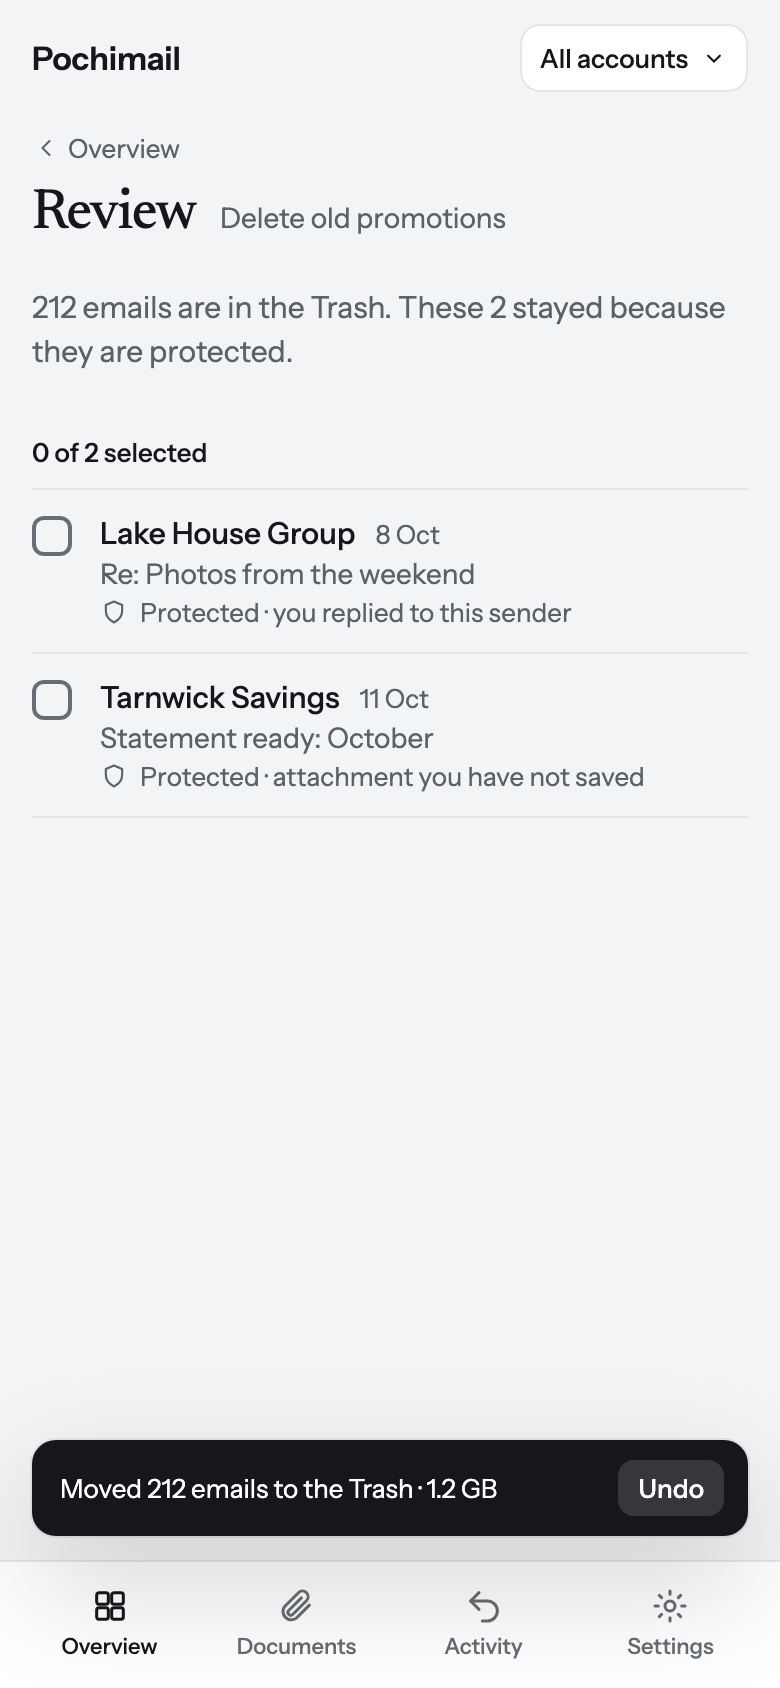 Pochimail
All accounts
Overview
Review Delete old promotions
212 emails are in the Trash. These 2 stayed because
they are protected.
0 of 2 selected
Lake House Group 8 Oct
Re: Photos from the weekend
Protected · you replied to this sender
Tarnwick Savings 11 Oct
Statement ready: October
Protected · attachment you have not saved
Moved 212 emails to the Trash · 1.2 GB
Undo
Overview Documents Activity Settings